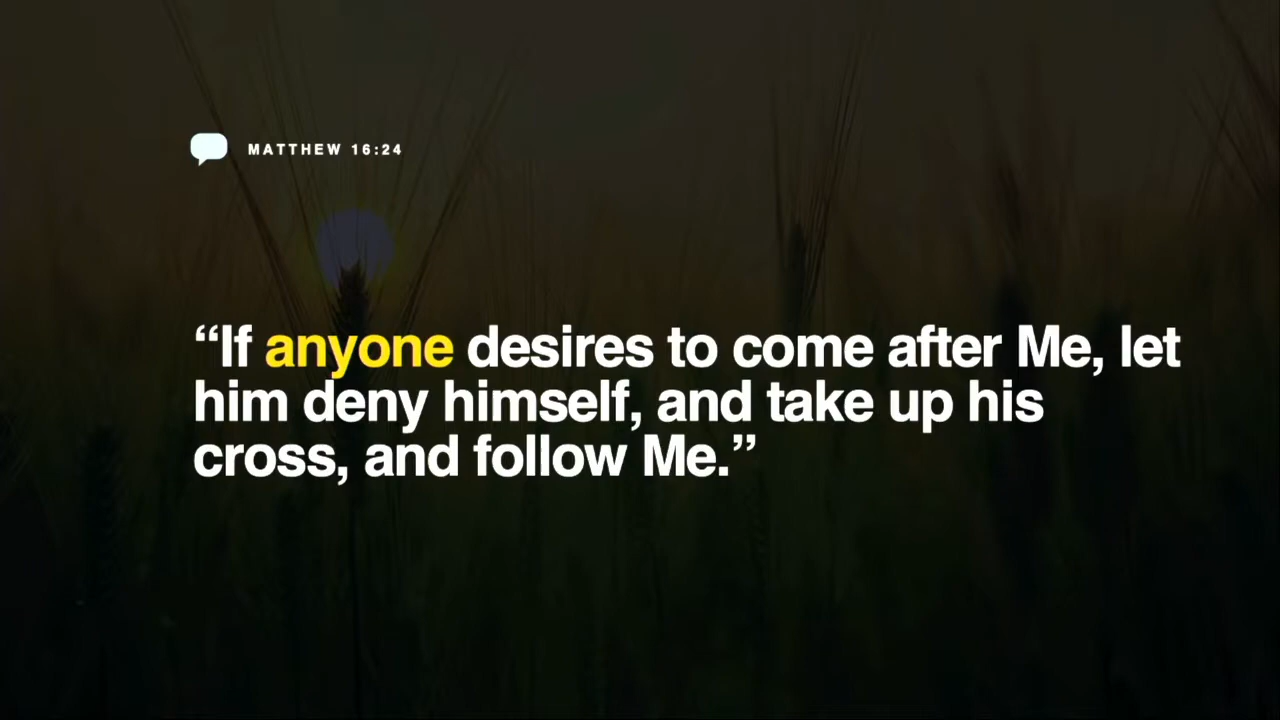 MATTHEW 16:24
“If anyone desires to come after Me, let
him deny himself, and take up his
cross, and follow Me.”